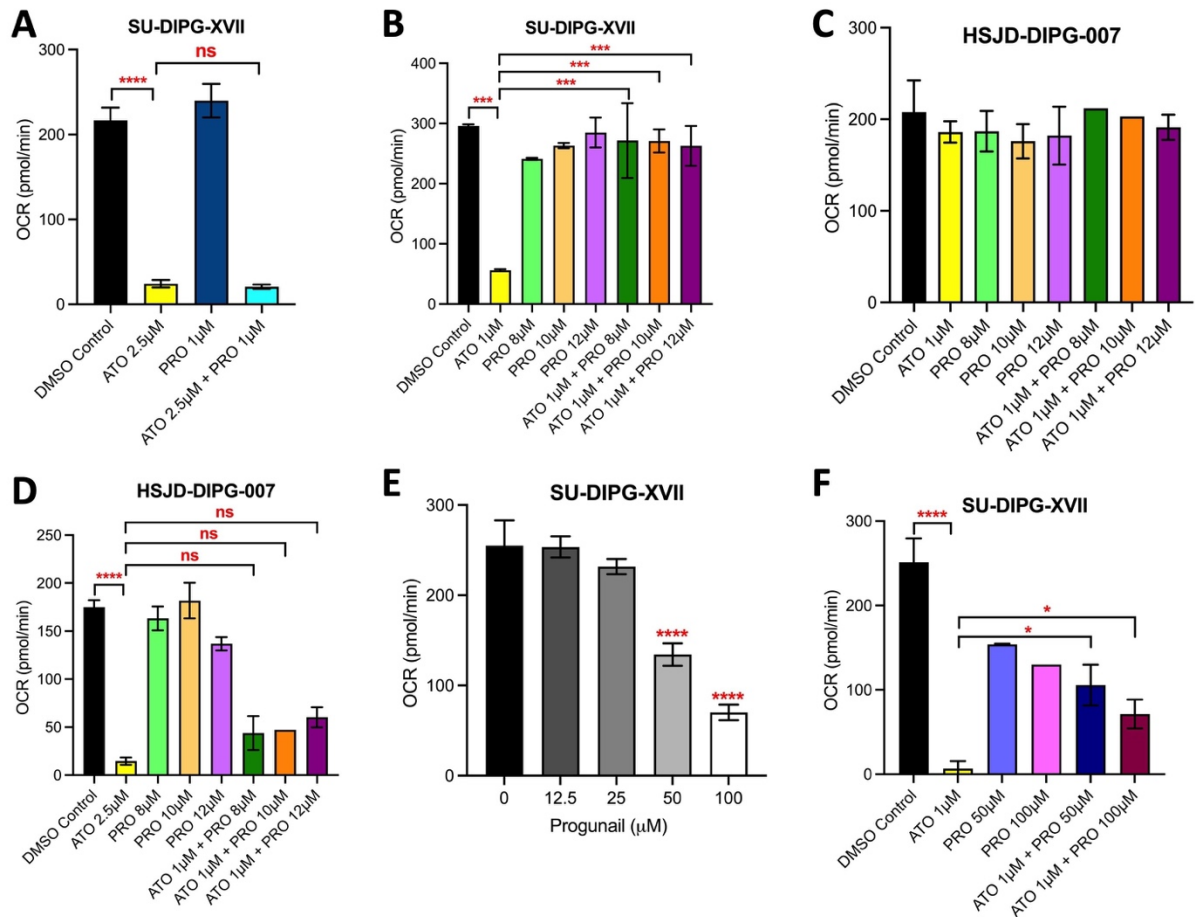 A
SU-DIPG-XVII
OCR (pmol/min)
300
200
100
0
****
ns
DMSO Control
ATO 2.5μM
PRO 1μM
ATO 2.5μM + PRO 1μM
B
SU-DIPG-XVII
OCR (pmol/min)
400
300
200
100
0
***
***
***
***
DMSO Control
ATO 1μM
PRO 8μM
PRO 10μM
PRO 12μM
ATO 1μM + PRO 8μM
ATO 1μM + PRO 10μM
ATO 1μM + PRO 12μM
C
HSJD-DIPG-007
OCR (pmol/min)
300
200
100
0
DMSO Control
ATO 1μM
PRO 8μM
PRO 10μM
PRO 12μM
ATO 1μM + PRO 8μM
ATO 1μM + PRO 10μM
ATO 1μM + PRO 12μM
D
HSJD-DIPG-007
OCR (pmol/min)
250
200
150
100
50
0
ns
ns
ns
****
DMSO Control
ATO 2.5μM
PRO 8μM
PRO 10μM
PRO 12μM
ATO 1μM + PRO 8μM
ATO 1μM + PRO 10μM
ATO 1μM + PRO 12μM
E
SU-DIPG-XVII
OCR (pmol/min)
300
200
100
0
****
****
0 12.5 25 50 100
Progunail (μM)
F
SU-DIPG-XVII
OCR (pmol/min)
300
200
100
0
****
*
*
DMSO Control
ATO 1μM
PRO 50μM
PRO 100μM
ATO 1μM + PRO 50μM
ATO 1μM + PRO 100μM